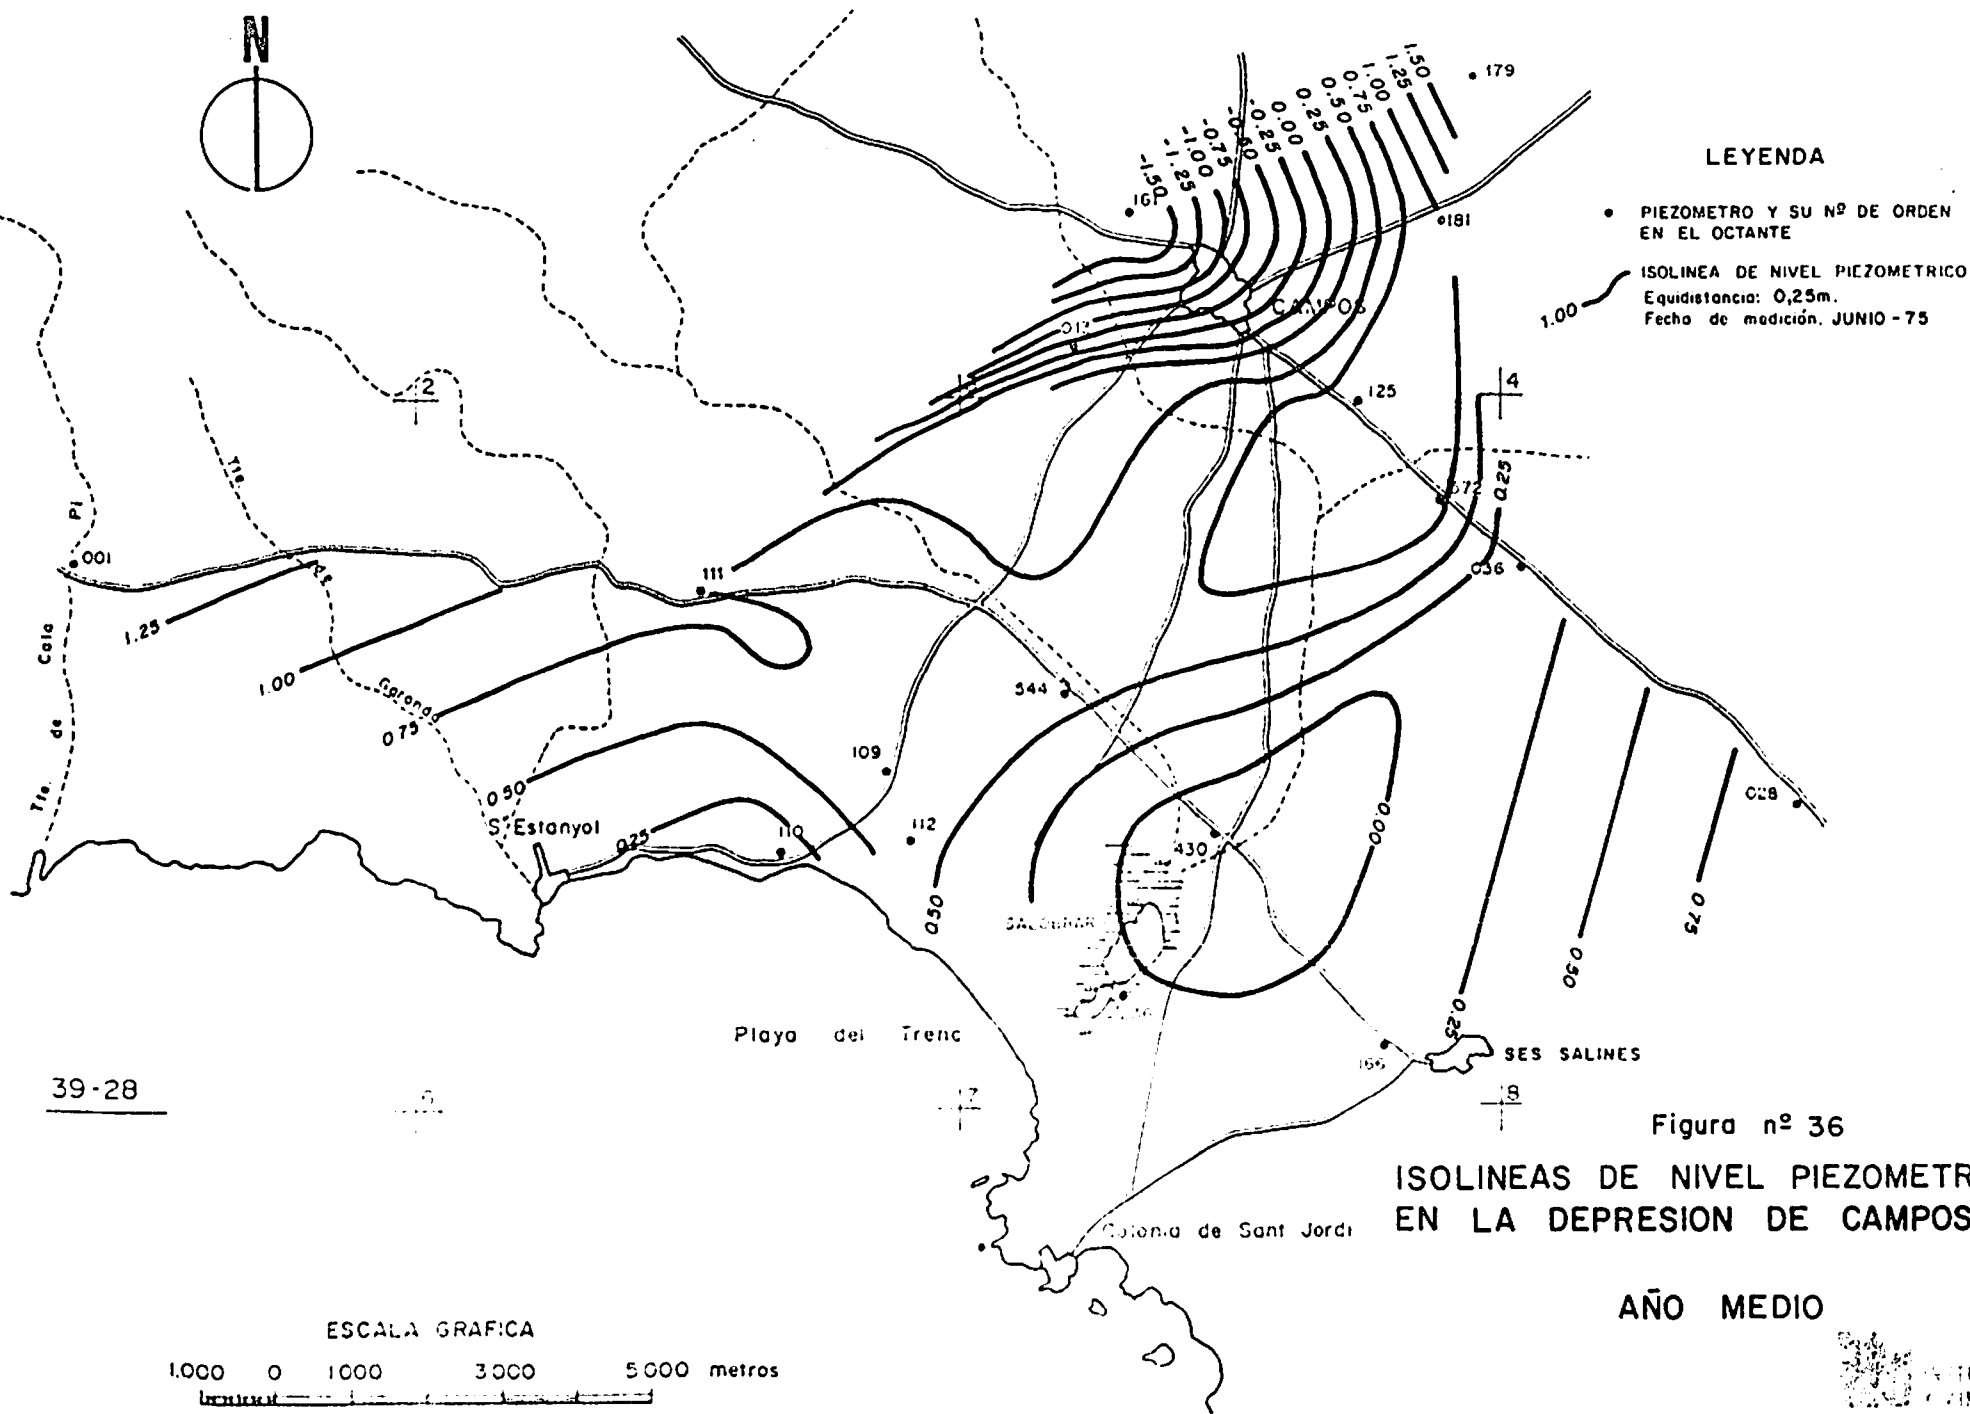 N
1.50
1.25
1.00
0.75
0.50
0.25
0.00
-0.25
-0.50
-0.75
-1.00
-1.25
-1.50
179
181
LEYENDA
PIEZOMETRO Y SU Nº DE ORDEN
EN EL OCTANTE
1.00
ISOLINEA DE NIVEL PIEZOMETRICO
Equidistancia: 0,25m.
Fecha de medición. JUNIO-75
CAMPOS
2
4
125
0.25
036
Tte.
Pi
001
111
1.25
Cala
de
Tte.
1.00
Garonda
0.75
544
109
0.50
S'Estanyol
0.25
110
112
430
0.00
028
0.50
SALOBRAR
0.75
0.50
0.25
Playa del Trenc
166
SES SALINES
39-28
6
7
8
Figura nº 36
ISOLINEAS DE NIVEL PIEZOMETR
EN LA DEPRESION DE CAMPOS
Colonia de Sant Jordi
AÑO MEDIO
ESCALA GRAFICA
1.000 0 1000 3000 5000 metros